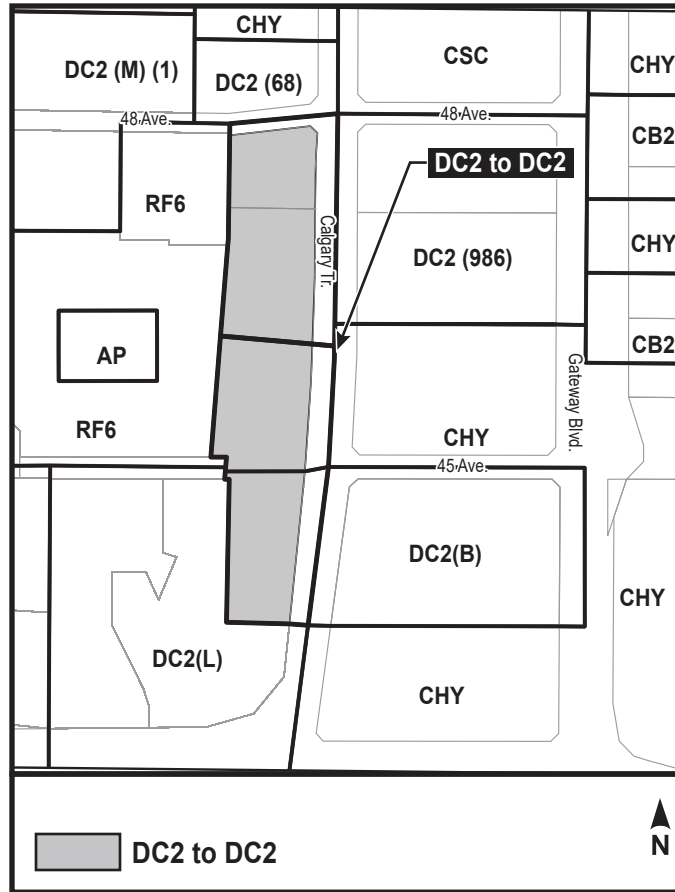 CHY
CSC
CHY
DC2 (M) (1)
DC2 (68)
48 Ave.
48 Ave.
CB2
DC2 to DC2
RF6
Calgary Tr.
CHY
DC2 (986)
AP
CB2
Gateway Blvd.
RF6
CHY
45 Ave.
DC2(B)
CHY
DC2(L)
CHY
DC2 to DC2
N